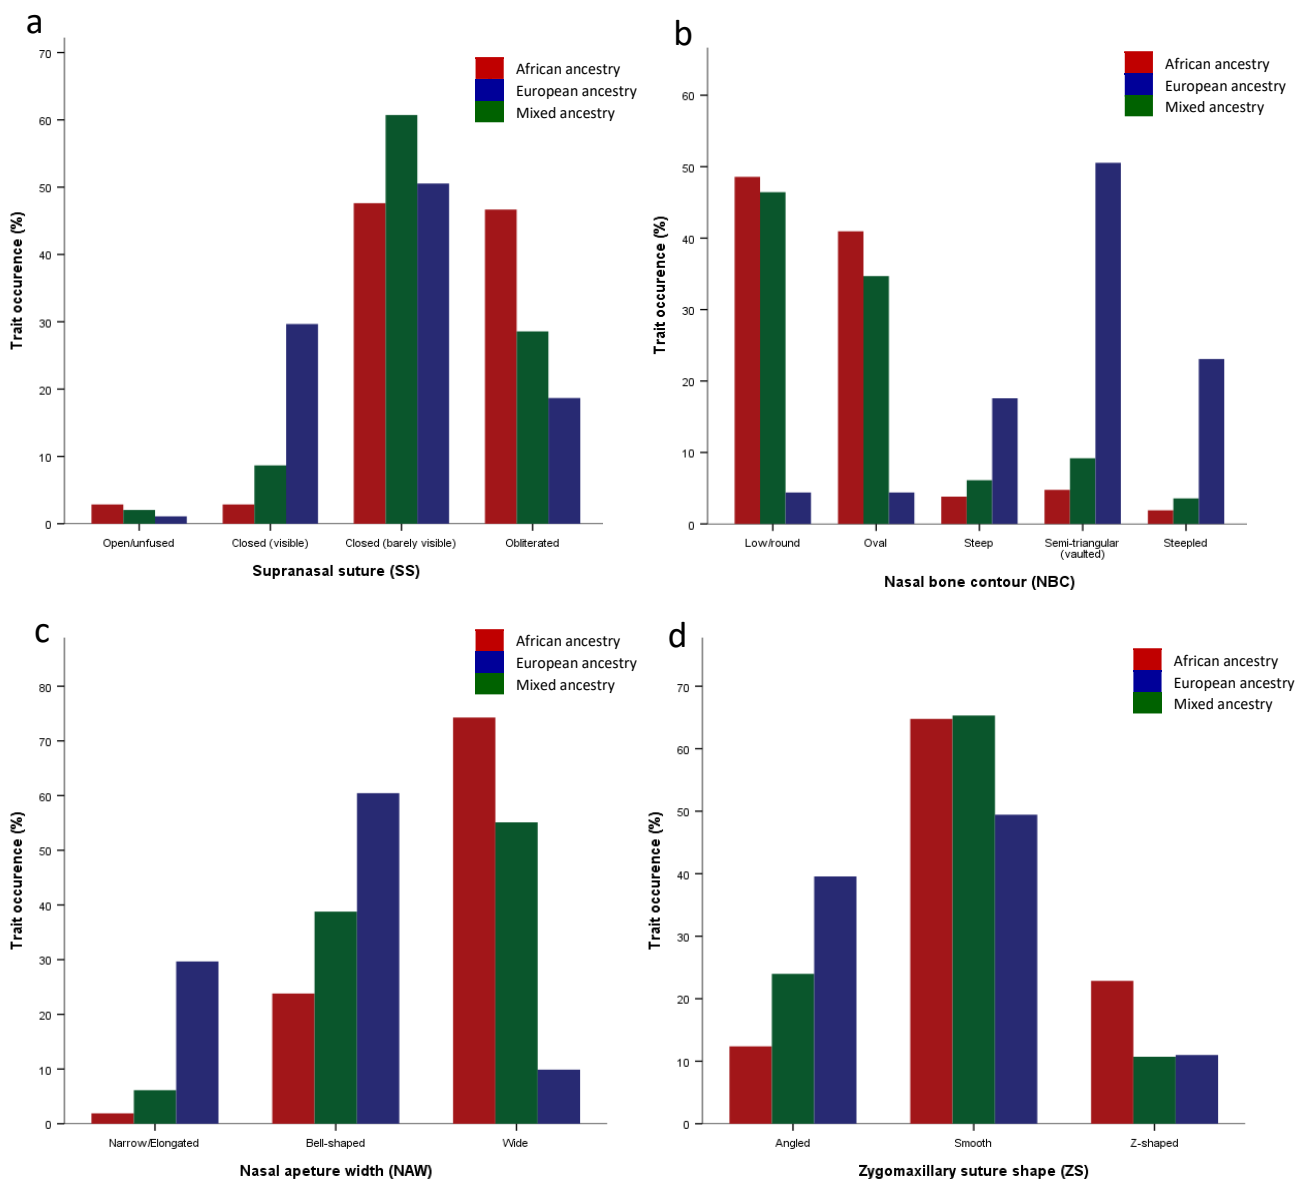 a
70
60
50
40
30
20
10
0
Trait occurence (%)
African ancestry
European ancestry
Mixed ancestry
Open/unfused
Closed (visible)
Closed (barely visible)
Obliterated
Supranasal suture (SS)
b
60
50
40
30
20
10
0
Trait occurence (%)
African ancestry
European ancestry
Mixed ancestry
Low/round
Oval
Steep
Semi-triangular
(vaulted)
Steepled
Nasal bone contour (NBC)
c
80
70
60
50
40
30
20
10
0
Trait occurence (%)
African ancestry
European ancestry
Mixed ancestry
Narrow/Elongated
Bell-shaped
Wide
Nasal apeture width (NAW)
d
70
60
50
40
30
20
10
0
Trait occurence (%)
African ancestry
European ancestry
Mixed ancestry
Angled
Smooth
Z-shaped
Zygomaxillary suture shape (ZS)